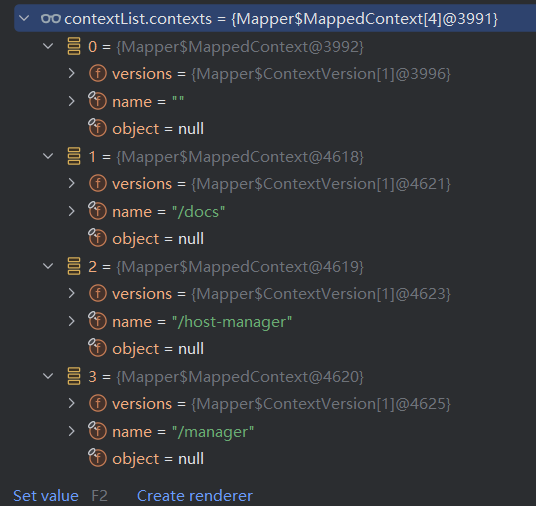 contextList.contexts = {Mapper$MappedContext[4]@3991}
0 = {Mapper$MappedContext@3992}
versions = {Mapper$ContextVersion[1]@3996}
name = ""
object = null
1 = {Mapper$MappedContext@4618}
versions = {Mapper$ContextVersion[1]@4621}
name = "/docs"
object = null
2 = {Mapper$MappedContext@4619}
versions = {Mapper$ContextVersion[1]@4623}
name = "/host-manager"
object = null
3 = {Mapper$MappedContext@4620}
versions = {Mapper$ContextVersion[1]@4625}
name = "/manager"
object = null
Set value F2 Create renderer